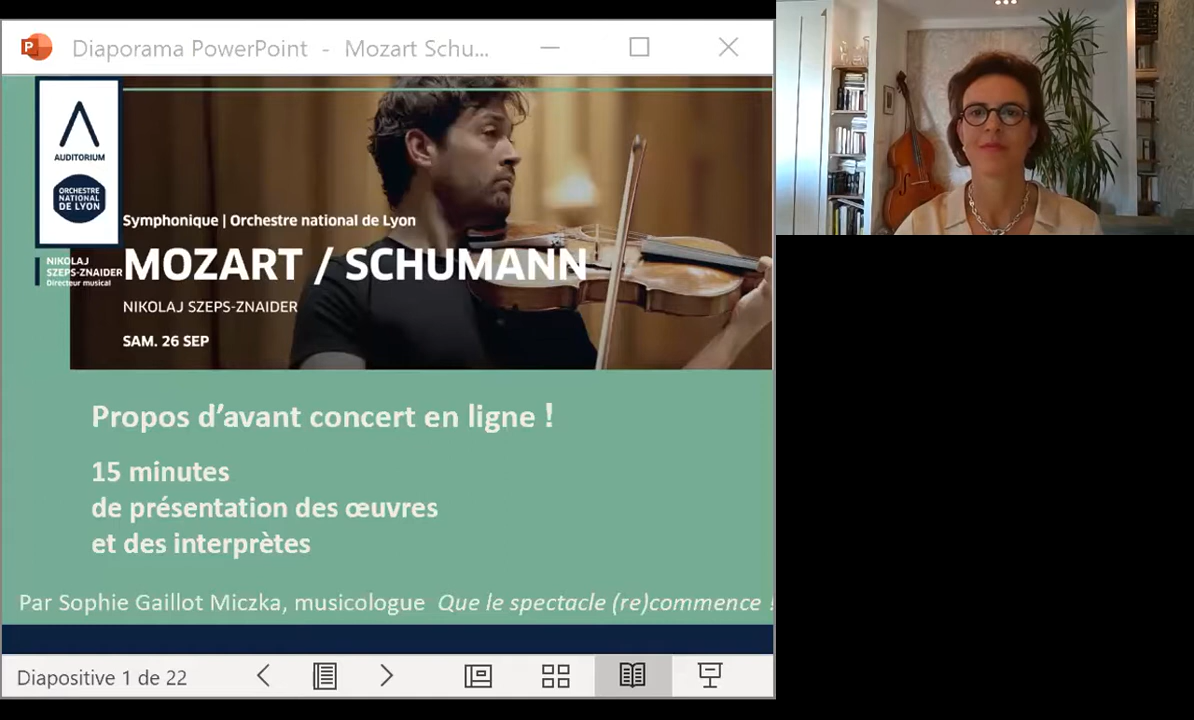 Diaporama PowerPoint - Mozart Schu...
AUDITORIUM
ORCHESTRE
NATIONAL
DE LYON
NIKOLAJ
SZEPS-ZNAIDER
Directeur musical
Symphonique | Orchestre national de Lyon
MOZART / SCHUMANN
NIKOLAJ SZEPS-ZNAIDER
SAM. 26 SEP
Propos d'avant concert en ligne !
15 minutes
de présentation des œuvres
et des interprètes
Par Sophie Gaillot Miczka, musicologue Que le spectacle (re)commence !
Diapositive 1 de 22